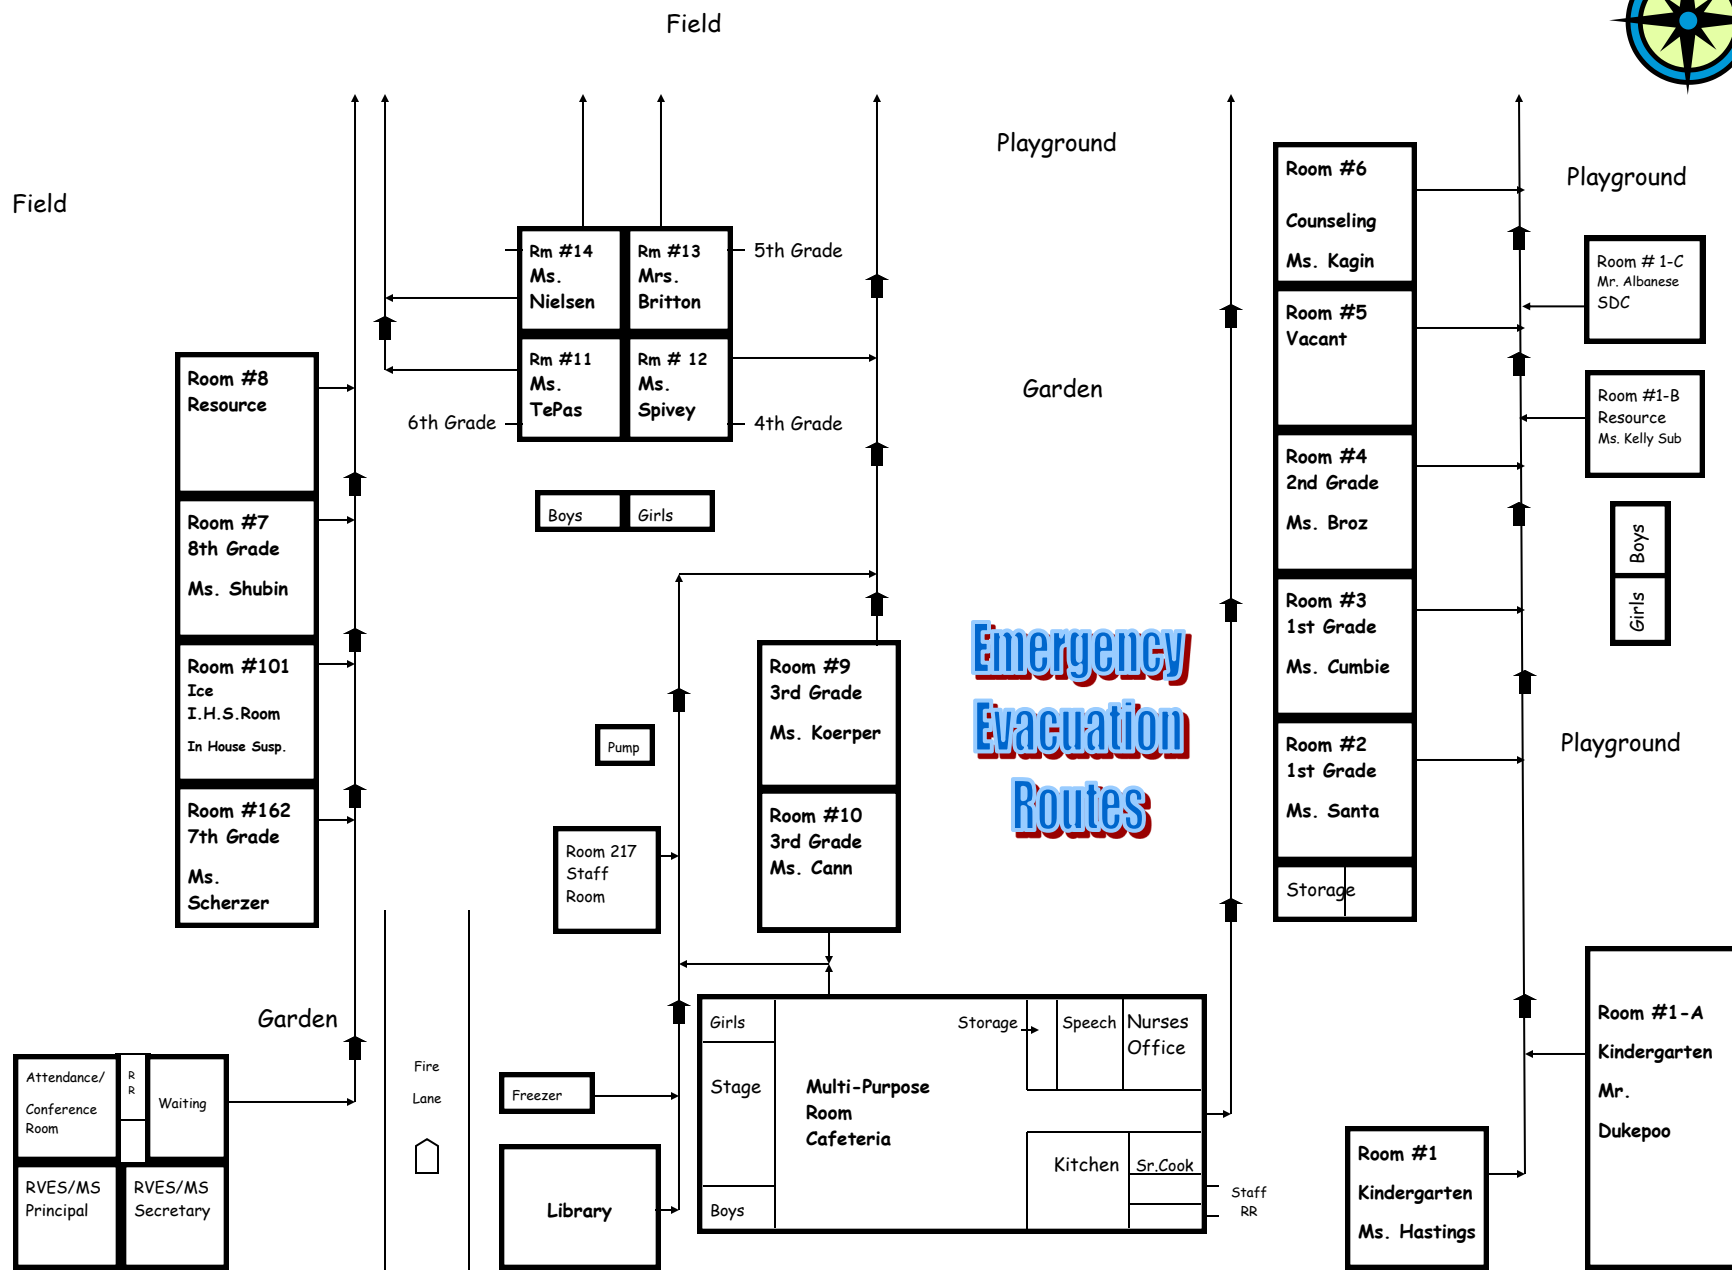 Field
Playground
Playground
Field
Room #6
Counseling
Ms. Kagin
Rm #14
Ms.
Nielsen
Rm #13
Mrs.
Britton
5th Grade
Room # 1-C
Mr. Albanese
SDC
Room #5
Vacant
Rm #11
Ms.
TePas
Rm # 12
Ms.
Spivey
6th Grade
4th Grade
Garden
Room #8
Resource
Room #1-B
Resource
Ms. Kelly Sub
Room #4
2nd Grade
Ms. Broz
Boys
Girls
Boys
Girls
Room #7
8th Grade
Ms. Shubin
Room #3
1st Grade
Ms. Cumbie
Emergency
Evacuation
Routes
Room #101
Ice
I.H.S.Room
In House Susp.
Room #9
3rd Grade
Ms. Koerper
Pump
Playground
Room #2
1st Grade
Ms. Santa
Room #162
7th Grade
Ms.
Scherzer
Room #10
3rd Grade
Ms. Cann
Room 217
Staff
Room
Storage
Garden
Girls
Stage
Boys
Storage
Speech
Nurses
Office
Multi-Purpose
Room
Cafeteria
Kitchen
Sr.Cook
Staff
RR
Room #1-A
Kindergarten
Mr.
Dukepoo
Room #1
Kindergarten
Ms. Hastings
Fire
Lane
Freezer
Library
Attendance/
Conference
Room
R
R
Waiting
RVES/MS
Principal
RVES/MS
Secretary